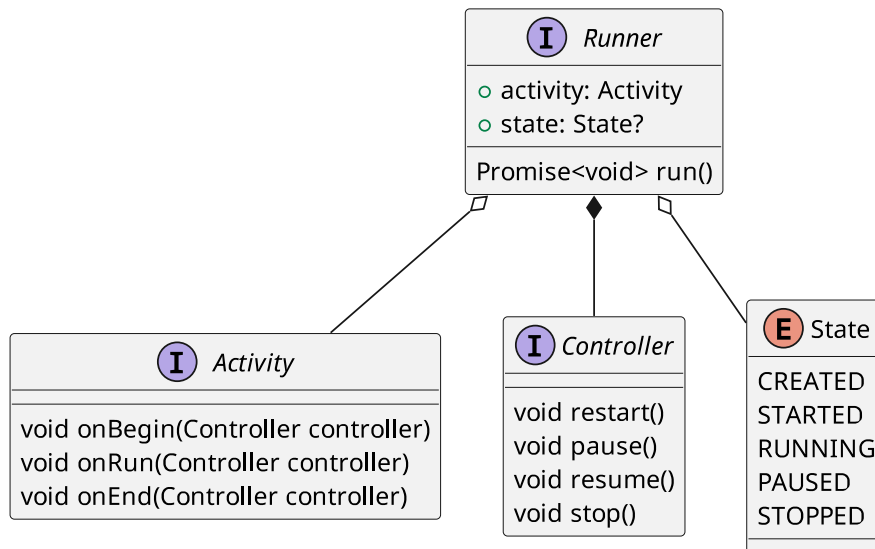 I Runner
activity: Activity
state: State?
Promise<void> run()
I Activity
void onBegin(Controller controller)
void onRun(Controller controller)
void onEnd(Controller controller)
I Controller
void restart()
void pause()
void resume()
void stop()
E State
CREATED
STARTED
RUNNING
PAUSED
STOPPED